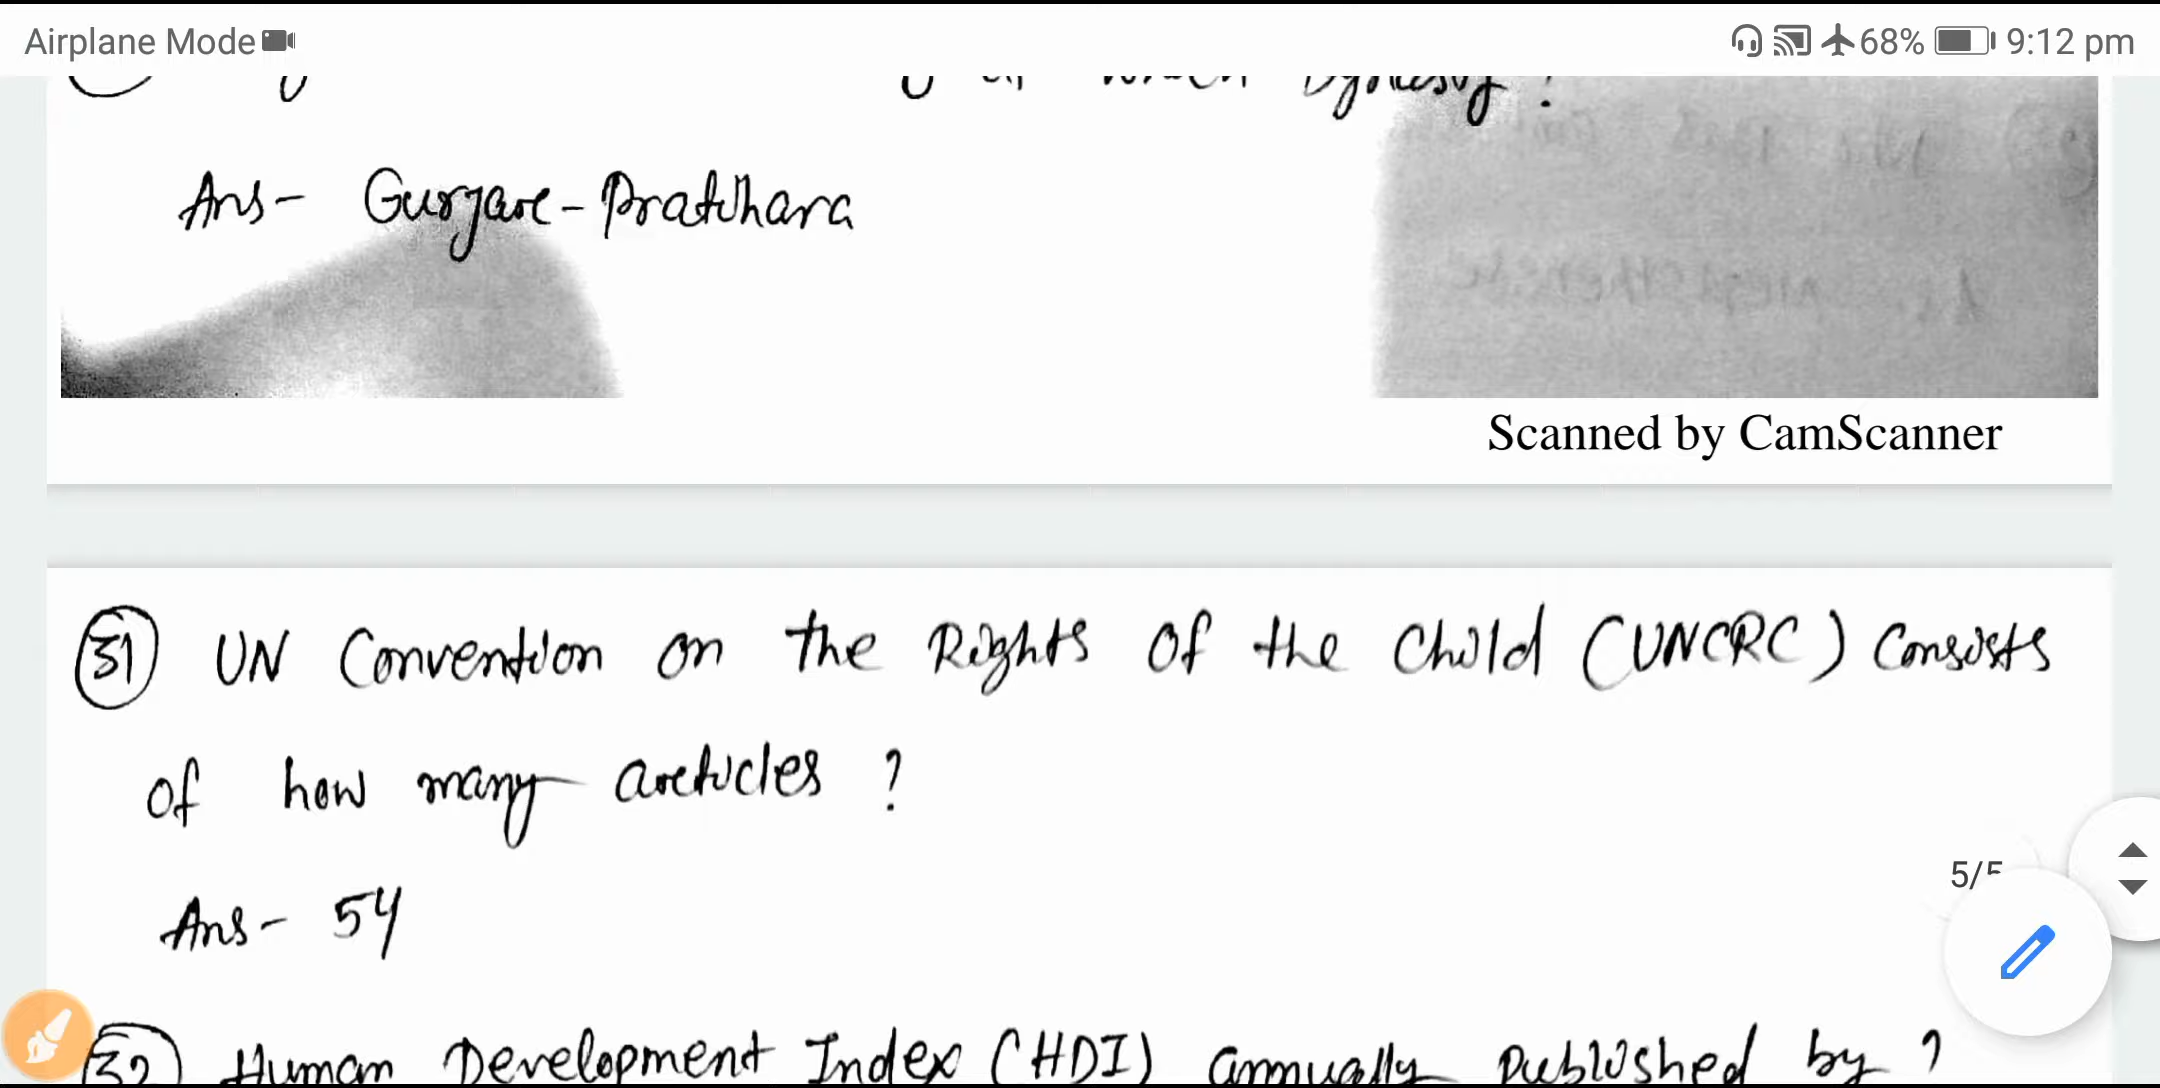 Airplane Mode 68% 9:12 pm
Dynasty ?
Ans- Gurjare-Pratihara
Scanned by CamScanner
31 UN Convention on the Rights Of the Child (UNCRC) Consists
of how many articles ?
5/5
Ans- 54
32 Human Development Index (HDI) annually Published by ?